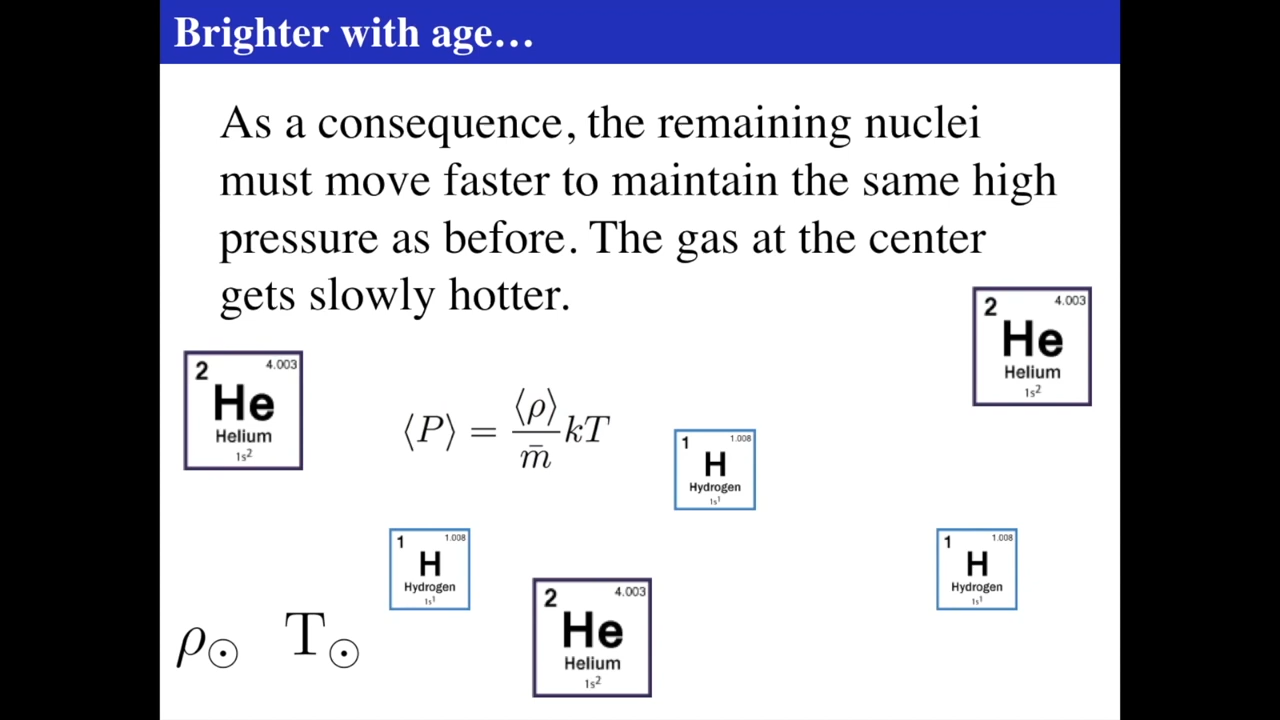 Brighter with age…
As a consequence, the remaining nuclei
must move faster to maintain the same high
pressure as before. The gas at the center
gets slowly hotter.
2 4.003
He
Helium
1s²
2 4.003
He
Helium
1s²
⟨P⟩ = ⟨ρ⟩/m̄ kT
1 1.008
H
Hydrogen
1s¹
1 1.008
H
Hydrogen
1s¹
1 1.008
H
Hydrogen
1s¹
2 4.003
He
Helium
1s²
ρ⊙ T⊙